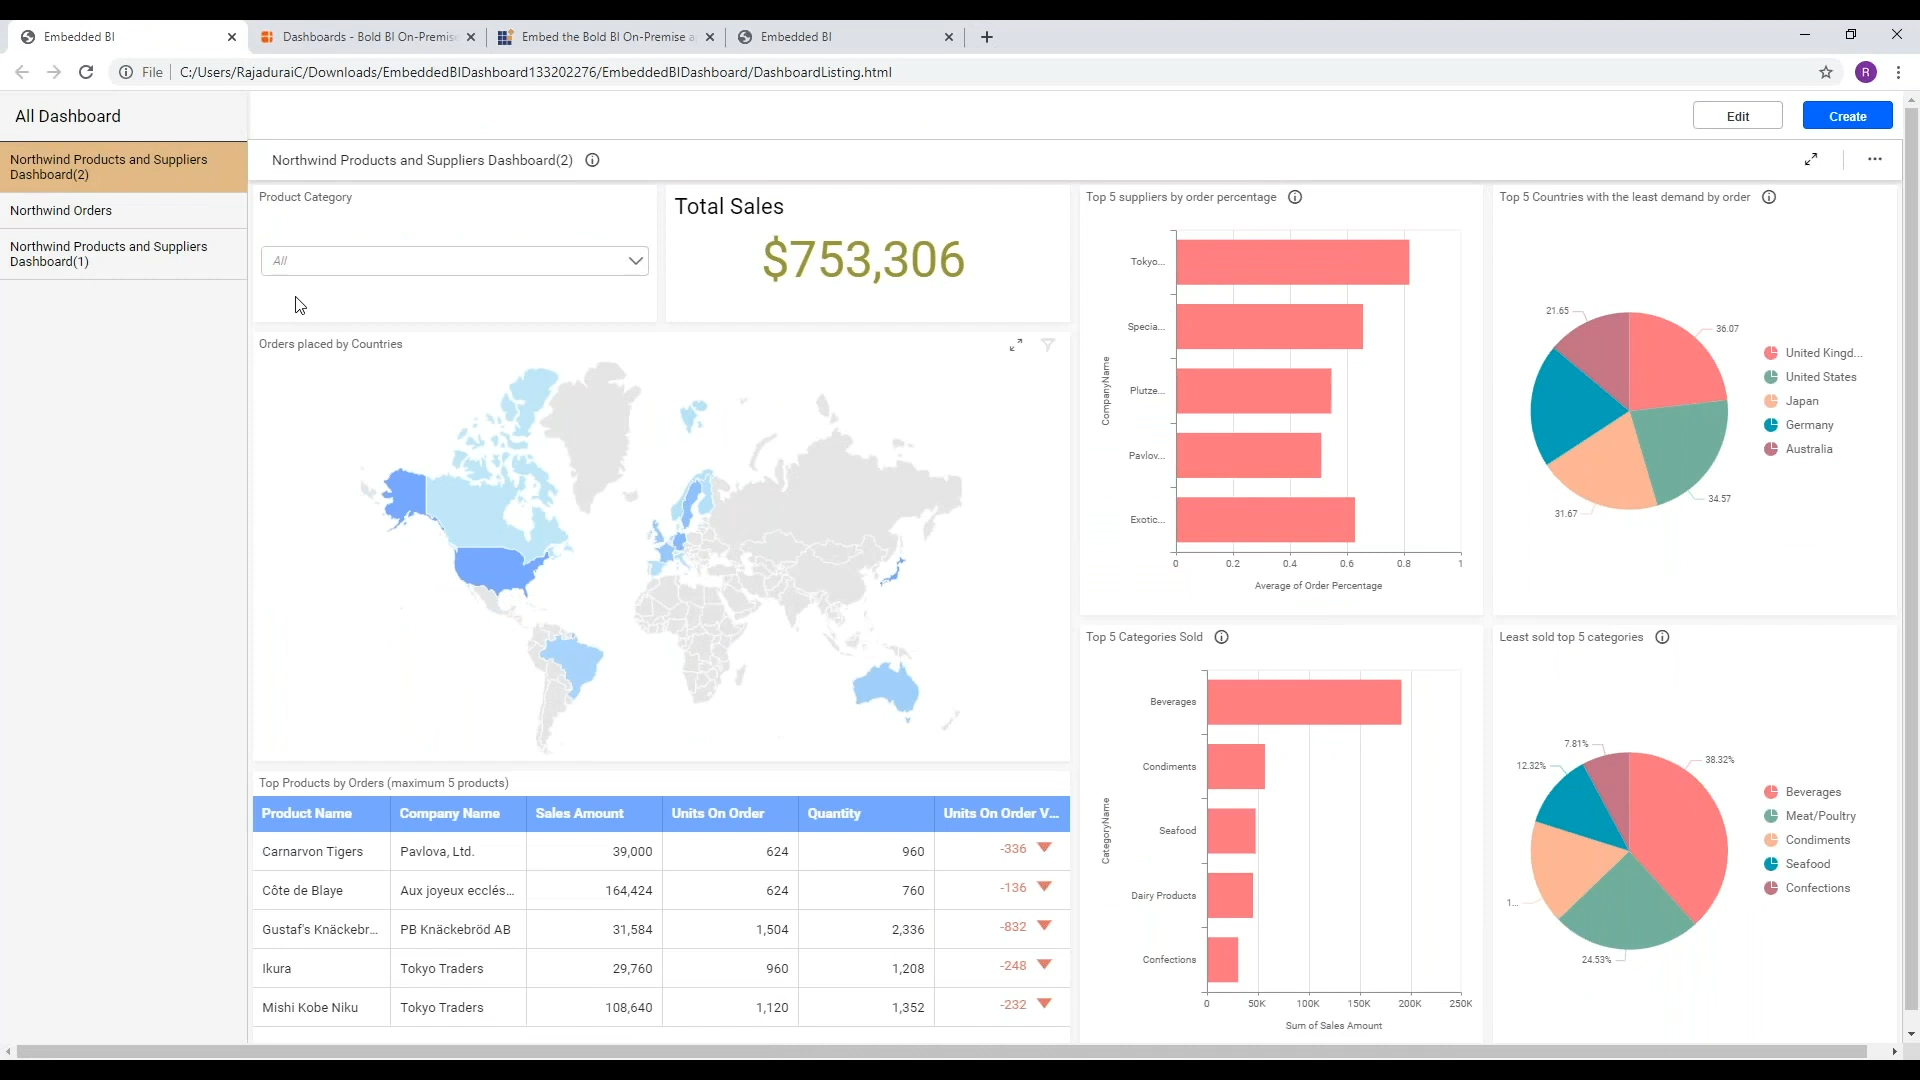 Embedded BI
Dashboards - Bold BI On-Premise
Embed the Bold BI On-Premise a
Embedded BI
File
C:/Users/RajaduraiC/Downloads/EmbeddedBIDashboard133202276/EmbeddedBIDashboard/DashboardListing.html
R
All Dashboard
Edit
Create
Northwind Products and Suppliers
Dashboard(2)
Northwind Orders
Northwind Products and Suppliers
Dashboard(1)
Northwind Products and Suppliers Dashboard(2)
Product Category
All
Total Sales
$753,306
Orders placed by Countries
Top Products by Orders (maximum 5 products)
Product Name Company Name Sales Amount Units On Order Quantity Units On Order V...
Carnarvon Tigers Pavlova, Ltd. 39,000 624 960 -336
Côte de Blaye Aux joyeux ecclés... 164,424 624 760 -136
Gustaf's Knäckebr... PB Knäckebröd AB 31,584 1,504 2,336 -832
Ikura Tokyo Traders 29,760 960 1,208 -248
Mishi Kobe Niku Tokyo Traders 108,640 1,120 1,352 -232
Top 5 suppliers by order percentage
CompanyName
Tokyo...
Specia...
Plutze...
Pavlov...
Exotic...
0 0.2 0.4 0.6 0.8 1
Average of Order Percentage
Top 5 Countries with the least demand by order
21.65
36.07
34.57
31.67
United Kingd...
United States
Japan
Germany
Australia
Top 5 Categories Sold
CategoryName
Beverages
Condiments
Seafood
Dairy Products
Confections
0 50K 100K 150K 200K 250K
Sum of Sales Amount
Least sold top 5 categories
7.81%
38.32%
12.32%
1...
24.53%
Beverages
Meat/Poultry
Condiments
Seafood
Confections